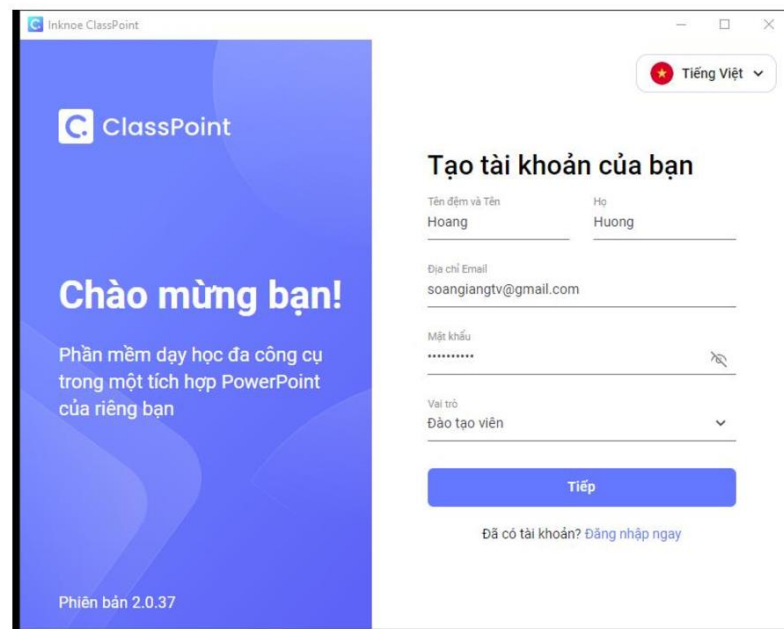 Inknoe ClassPoint
Tiếng Việt
ClassPoint
Chào mừng bạn!
Phần mềm dạy học đa công cụ
trong một tích hợp PowerPoint
của riêng bạn
Phiên bản 2.0.37
Tạo tài khoản của bạn
Tên đệm và Tên Họ
Hoang Huong
Địa chỉ Email
soangiangtv@gmail.com
Mật khẩu
••••••••••
Vai trò
Đào tạo viên
Tiếp
Đã có tài khoản? Đăng nhập ngay